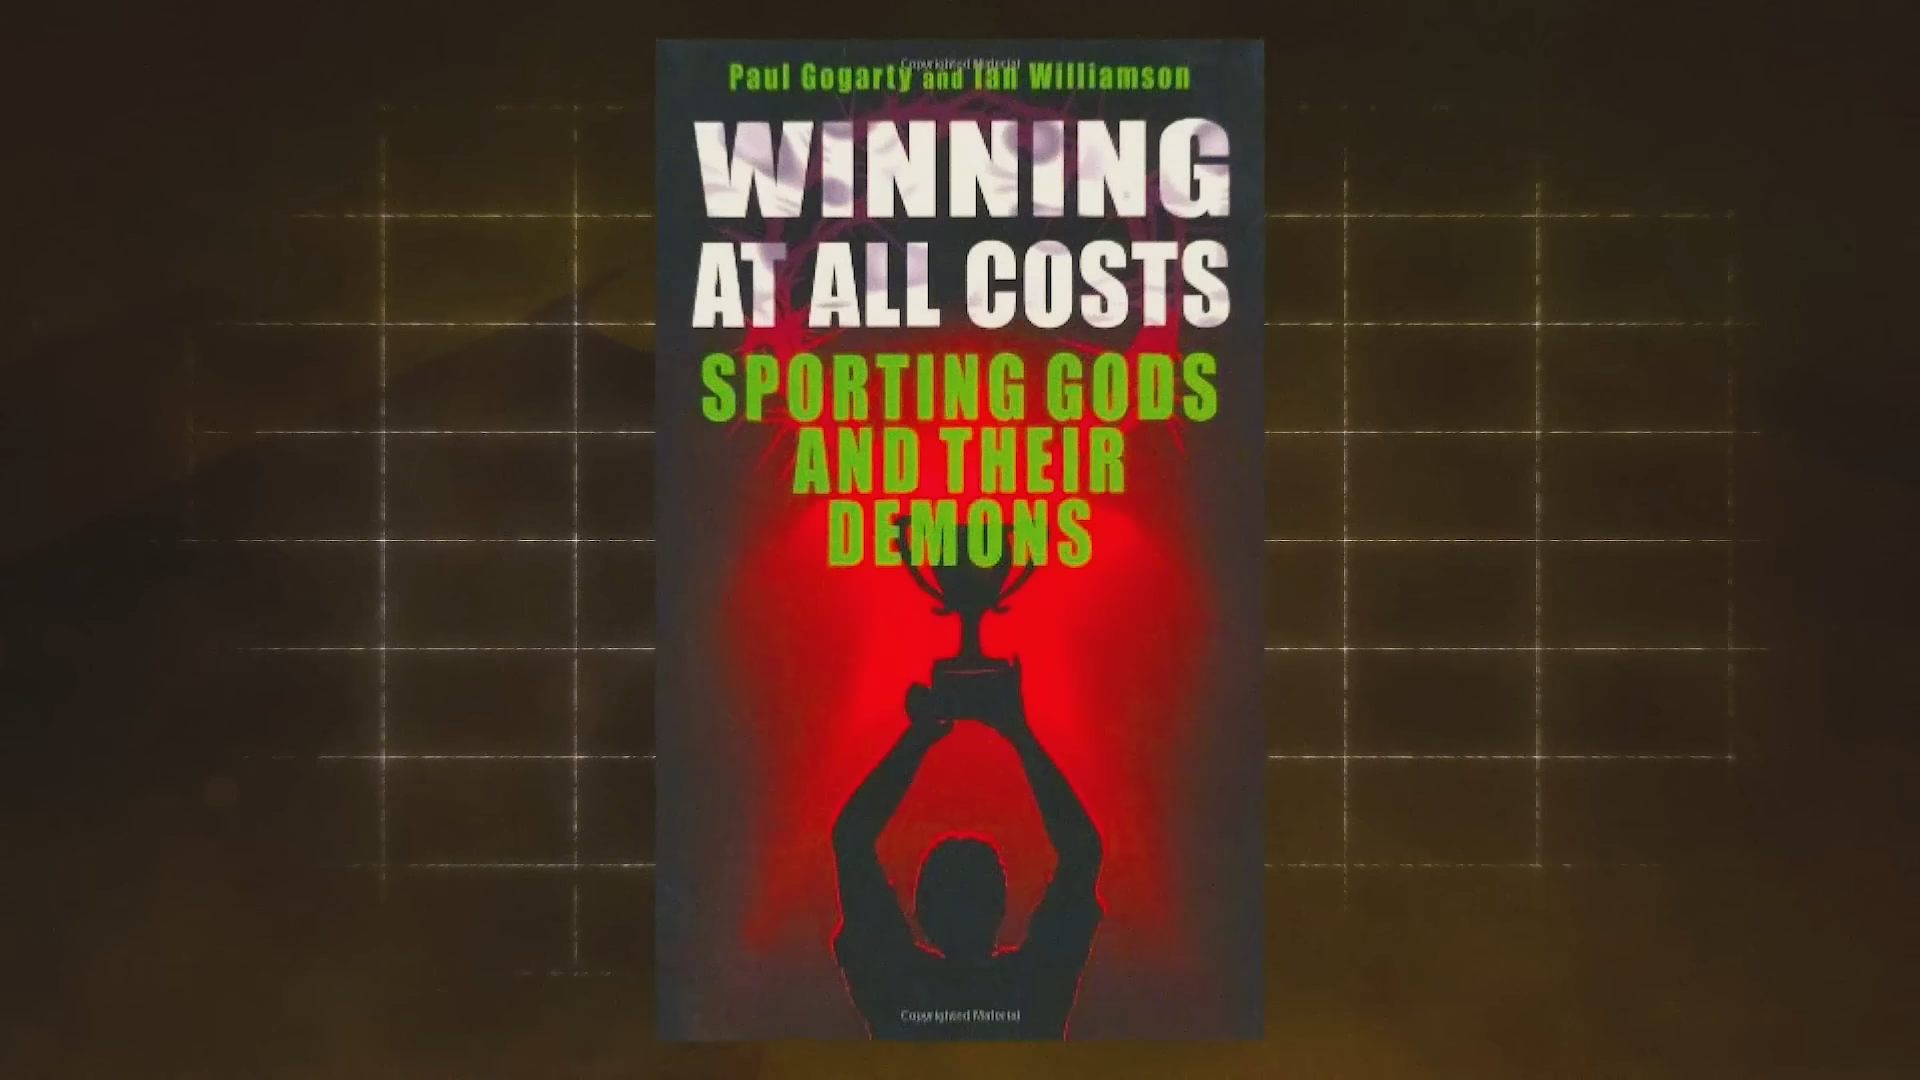 Copyrighted Material
Paul Gogarty and Ian Williamson
WINNING
AT ALL COSTS
SPORTING GODS
AND THEIR
DEMONS
Copyrighted Material